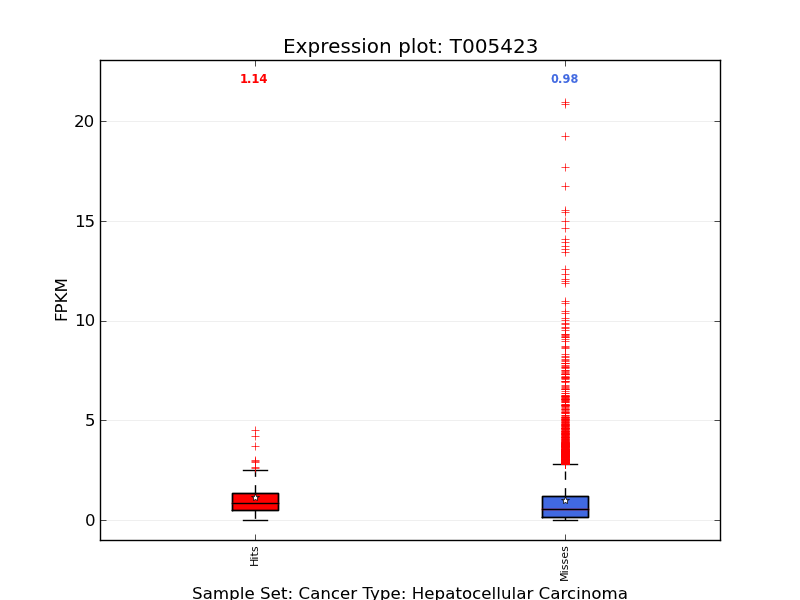 Expression plot: T005423
1.14
0.98
20
15
10
5
0
FPKM
Hits
Misses
Sample Set: Cancer Type: Hepatocellular Carcinoma